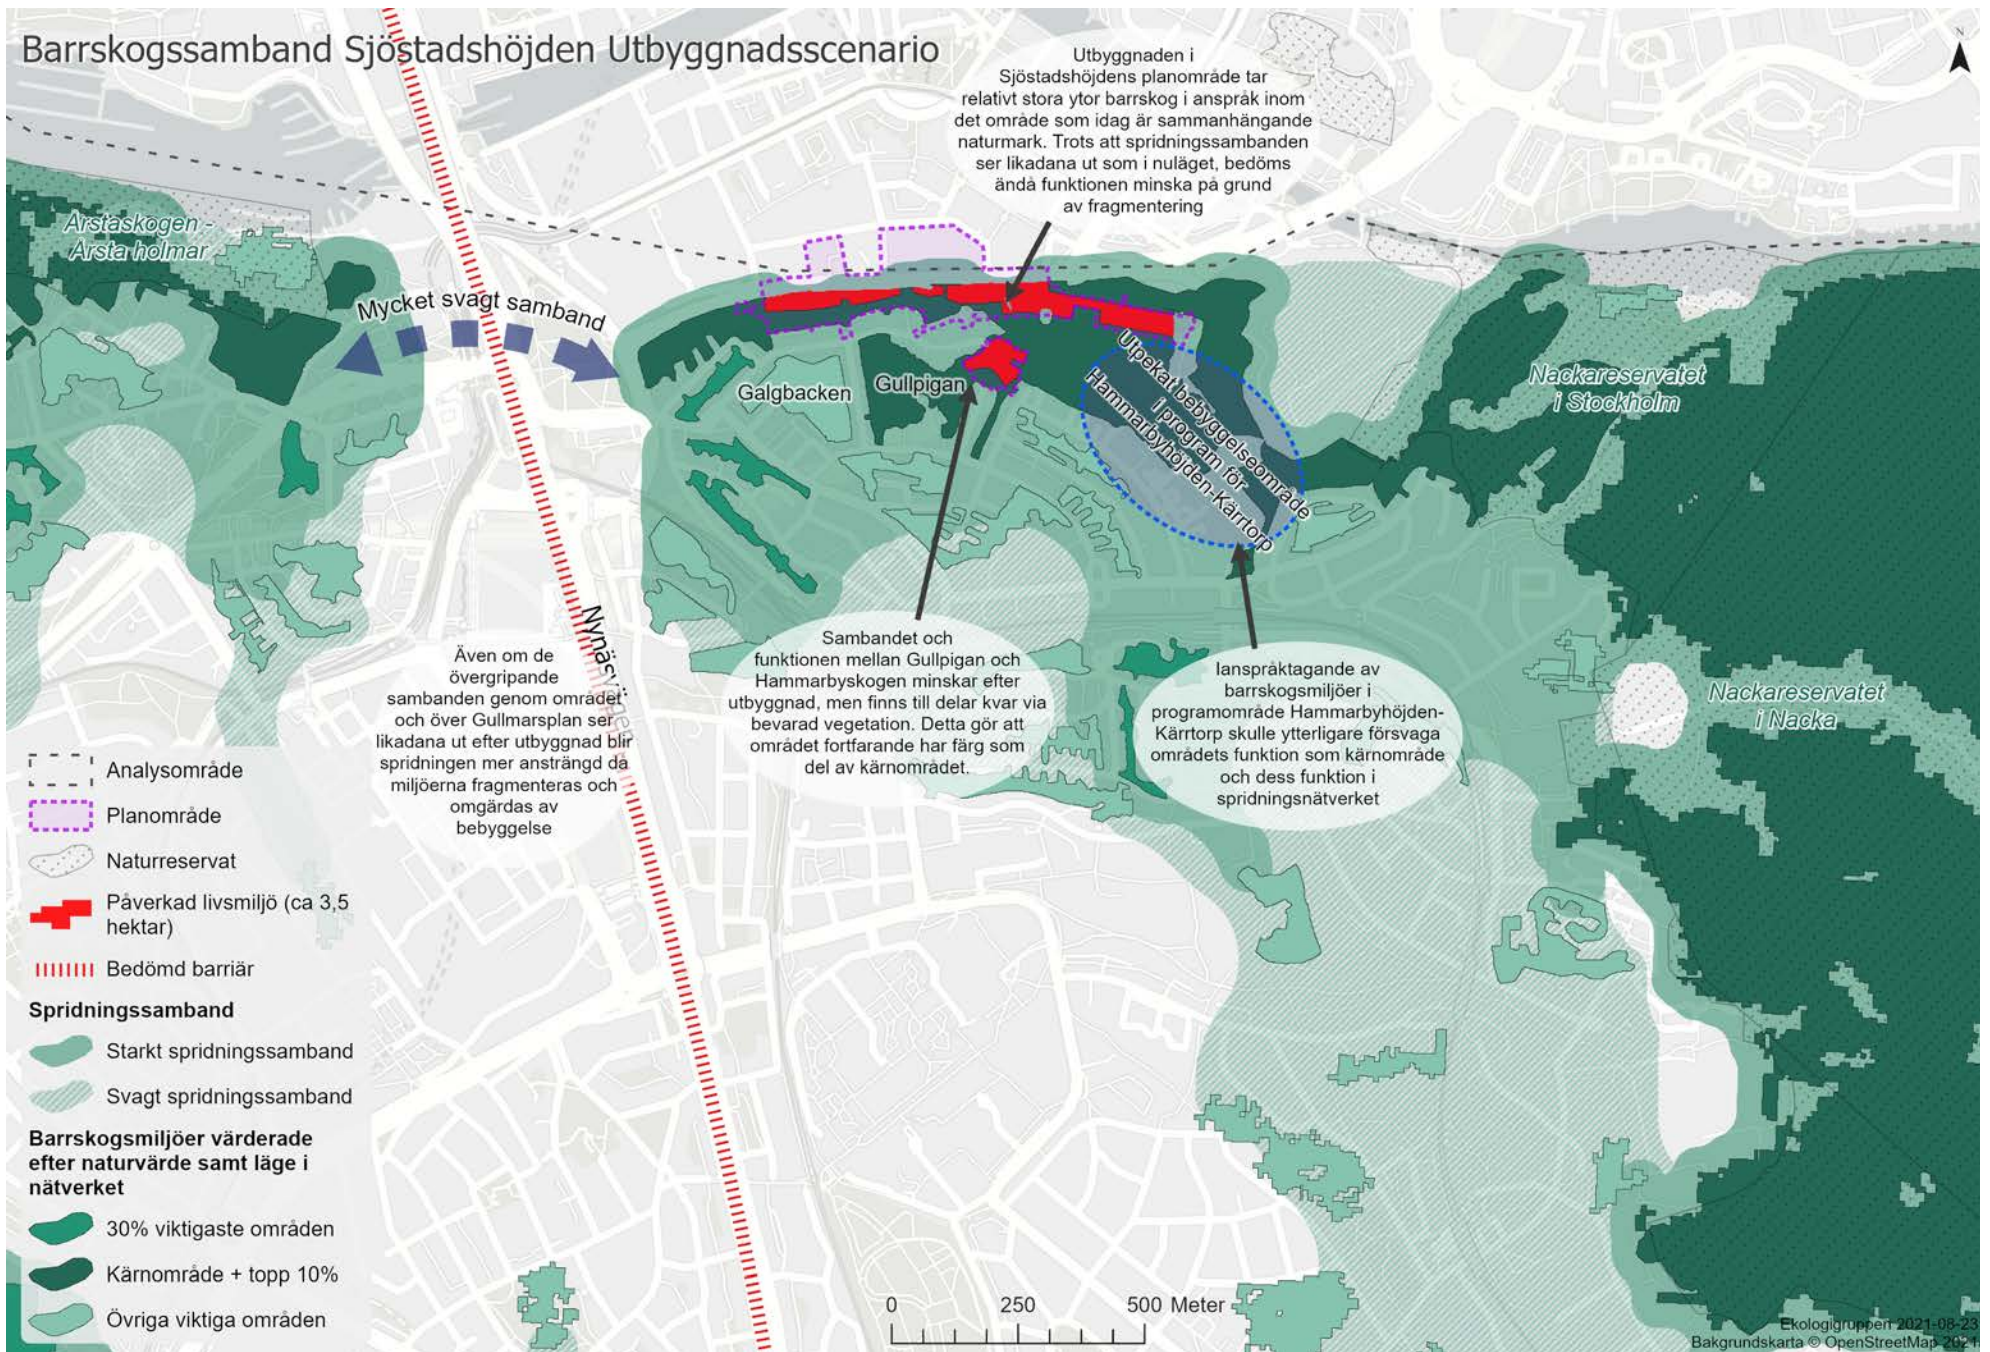 Barrskogssamband Sjöstadshöjden Utbyggnadsscenario
N
Utbyggnaden i
Sjöstadshöjdens planområde tar
relativt stora ytor barrskog i anspråk inom
det område som idag är sammanhängande
naturmark. Trots att spridningssambanden
ser likadana ut som i nuläget, bedöms
ändå funktionen minska på grund
av fragmentering
Årstaskogen -
Årsta holmar
Mycket svagt samband
Galgbacken
Gullpigan
Utpekat bebyggelseområde
i program för
Hammarbyhöjden-Kärrtorp
Nackareservatet
i Stockholm
Nackareservatet
i Nacka
Nynäsvägen
Även om de
övergripande
sambanden genom området
och över Gullmarsplan ser
likadana ut efter utbyggnad blir
spridningen mer ansträngd då
miljöerna fragmenteras och
omgärdas av
bebyggelse
Sambandet och
funktionen mellan Gullpigan och
Hammarbyskogen minskar efter
utbyggnad, men finns till delar kvar via
bevarad vegetation. Detta gör att
området fortfarande har färg som
del av kärnområdet.
Ianspråktagande av
barrskogsmiljöer i
programområde Hammarbyhöjden-
Kärrtorp skulle ytterligare försvaga
områdets funktion som kärnområde
och dess funktion i
spridningsnätverket
Analysområde
Planområde
Naturreservat
Påverkad livsmiljö (ca 3,5
hektar)
Bedömd barriär
Spridningssamband
Starkt spridningssamband
Svagt spridningssamband
Barrskogsmiljöer värderade
efter naturvärde samt läge i
nätverket
30% viktigaste områden
Kärnområde + topp 10%
Övriga viktiga områden
0 250 500 Meter
Ekologigruppen 2021-08-23
Bakgrundskarta © OpenStreetMap 2021